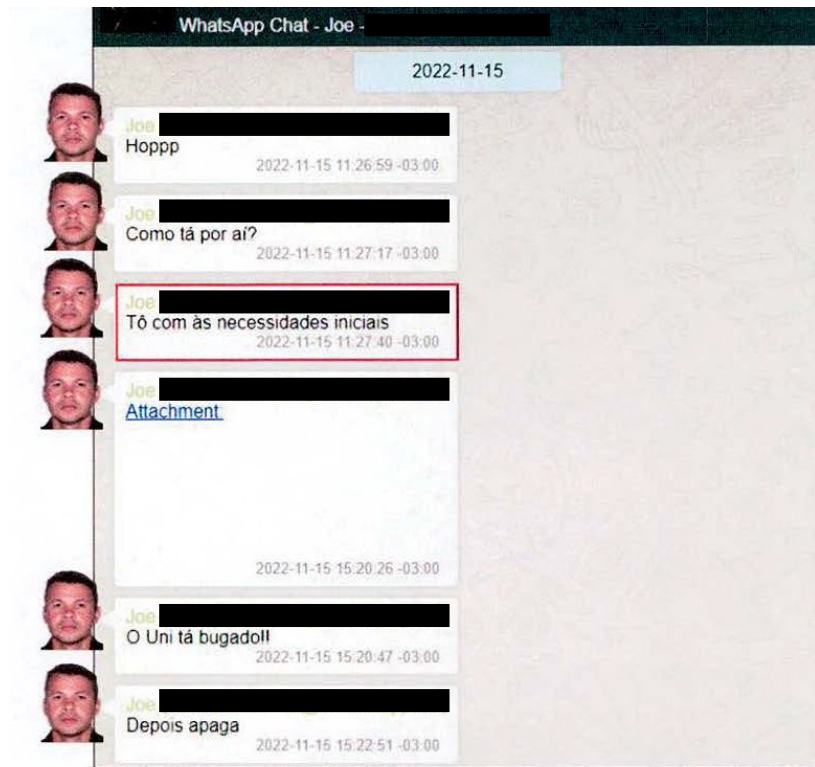 WhatsApp Chat - Joe -
2022-11-15
Joe
Hoppp
2022-11-15 11:26:59 -03:00
Joe
Como tá por aí?
2022-11-15 11:27:17 -03:00
Joe
Tô com às necessidades iniciais
2022-11-15 11:27:40 -03:00
Joe
Attachment
2022-11-15 15:20:26 -03:00
Joe
O Uni tá bugado!!
2022-11-15 15:20:47 -03:00
Joe
Depois apaga
2022-11-15 15:22:51 -03:00